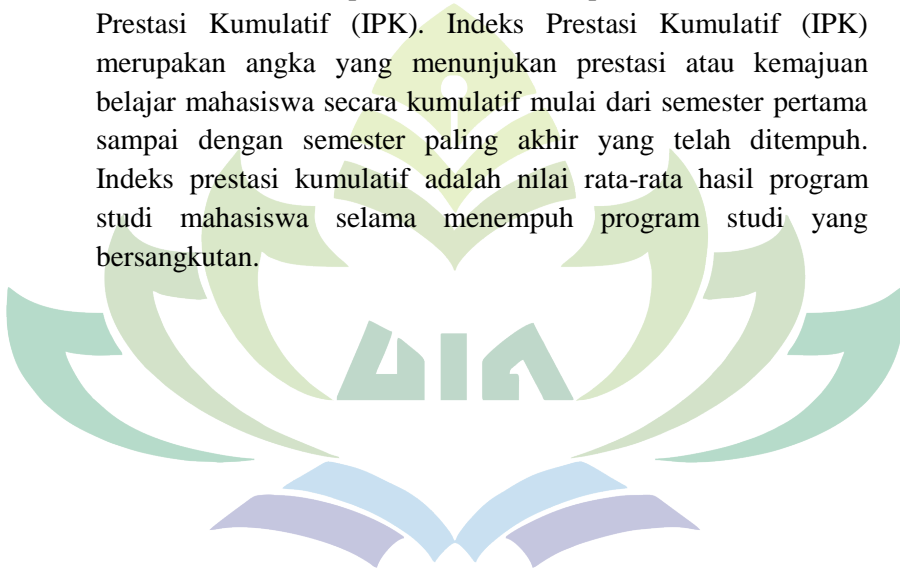 Prestasi Kumulatif (IPK). Indeks Prestasi Kumulatif (IPK)
merupakan angka yang menunjukan prestasi atau kemajuan
belajar mahasiswa secara kumulatif mulai dari semester pertama
sampai dengan semester paling akhir yang telah ditempuh.
Indeks prestasi kumulatif adalah nilai rata-rata hasil program
studi mahasiswa selama menempuh program studi yang
bersangkutan.
UIN